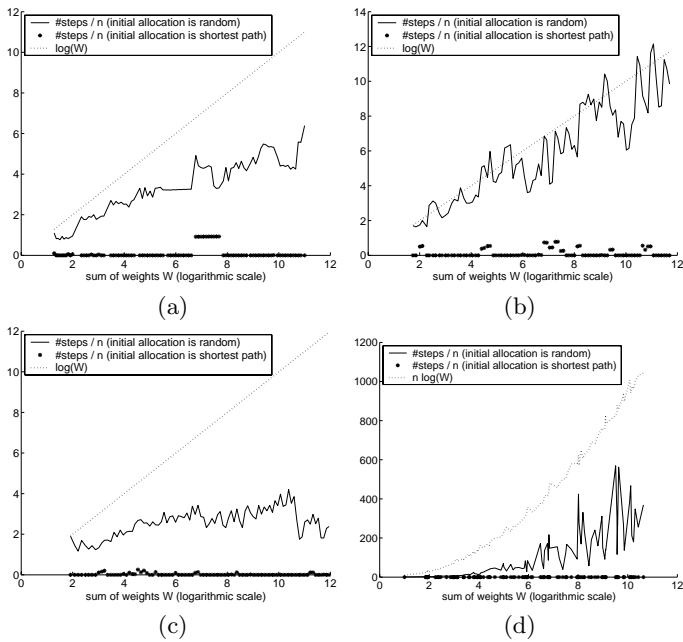 12
10
8
6
4
2
0
0 2 4 6 8 10 12
#steps / n (initial allocation is random)
#steps / n (initial allocation is shortest path)
log(W)
sum of weights W (logarithmic scale)
(a)
14
12
10
8
6
4
2
0
0 2 4 6 8 10 12
#steps / n (initial allocation is random)
#steps / n (initial allocation is shortest path)
log(W)
sum of weights W (logarithmic scale)
(b)
12
10
8
6
4
2
0
0 2 4 6 8 10 12
#steps / n (initial allocation is random)
#steps / n (initial allocation is shortest path)
log(W)
sum of weights W (logarithmic scale)
(c)
1200
1000
800
600
400
200
0
0 2 4 6 8 10 12
#steps / n (initial allocation is random)
#steps / n (initial allocation is shortest path)
n log(W)
sum of weights W (logarithmic scale)
(d)